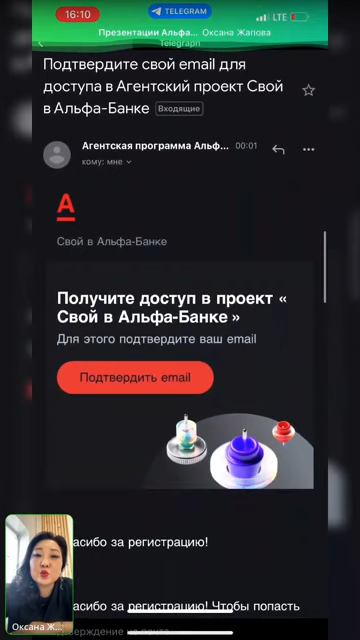 16:10
TELEGRAM
LTE
Презентации Альфа... Оксана Жапова
Telegraph
Подтвердите свой email для
доступа в Агентский проект Свой
в Альфа-Банке Входящие
Агентская программа Альф... 00:01
кому: мне
А
Свой в Альфа-Банке
Получите доступ в проект «
Свой в Альфа-Банке »
Для этого подтвердите ваш email
Подтвердить email
асибо за регистрацию!
Оксана Ж...
асибо за регистрацию! Чтобы попасть